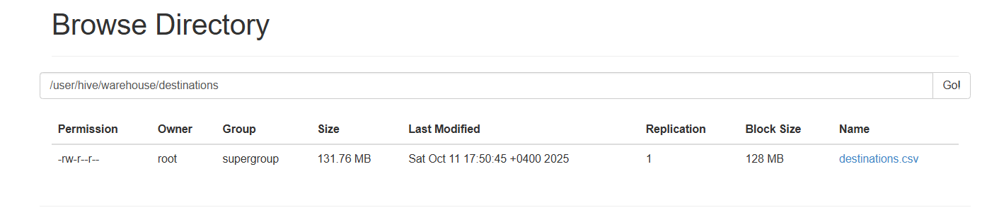 Browse Directory
/user/hive/warehouse/destinations Go!
Permission Owner Group Size Last Modified Replication Block Size Name
-rw-r--r-- root supergroup 131.76 MB Sat Oct 11 17:50:45 +0400 2025 1 128 MB destinations.csv